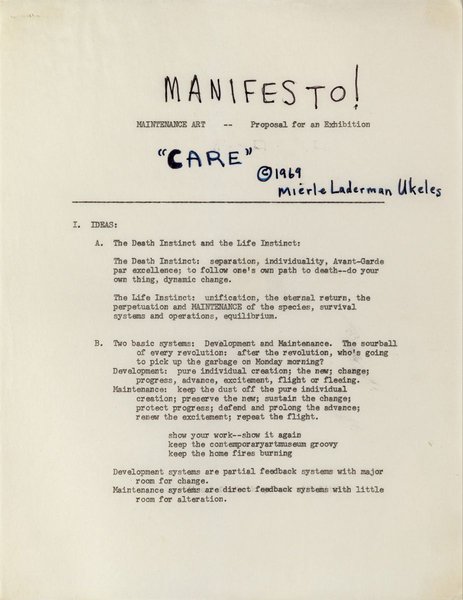 MANIFESTO!
MAINTENANCE ART -- Proposal for an Exhibition
"CARE"
©1969
Mierle Laderman Ukeles
I. IDEAS:
A. The Death Instinct and the Life Instinct:
The Death Instinct: separation, individuality, Avant-Garde
par excellence; to follow one's own path to death--do your
own thing, dynamic change.
The Life Instinct: unification, the eternal return, the
perpetuation and MAINTENANCE of the species, survival
systems and operations, equilibrium.
B. Two basic systems: Development and Maintenance. The sourball
of every revolution: after the revolution, who's going
to pick up the garbage on Monday morning?
Development: pure individual creation; the new; change;
progress, advance, excitement, flight or fleeing.
Maintenance: keep the dust off the pure individual
creation; preserve the new; sustain the change;
protect progress; defend and prolong the advance;
renew the excitement; repeat the flight.
show your work--show it again
keep the contemporaryartmuseum groovy
keep the home fires burning
Development systems are partial feedback systems with major
room for change.
Maintenance systems are direct feedback systems with little
room for alteration.